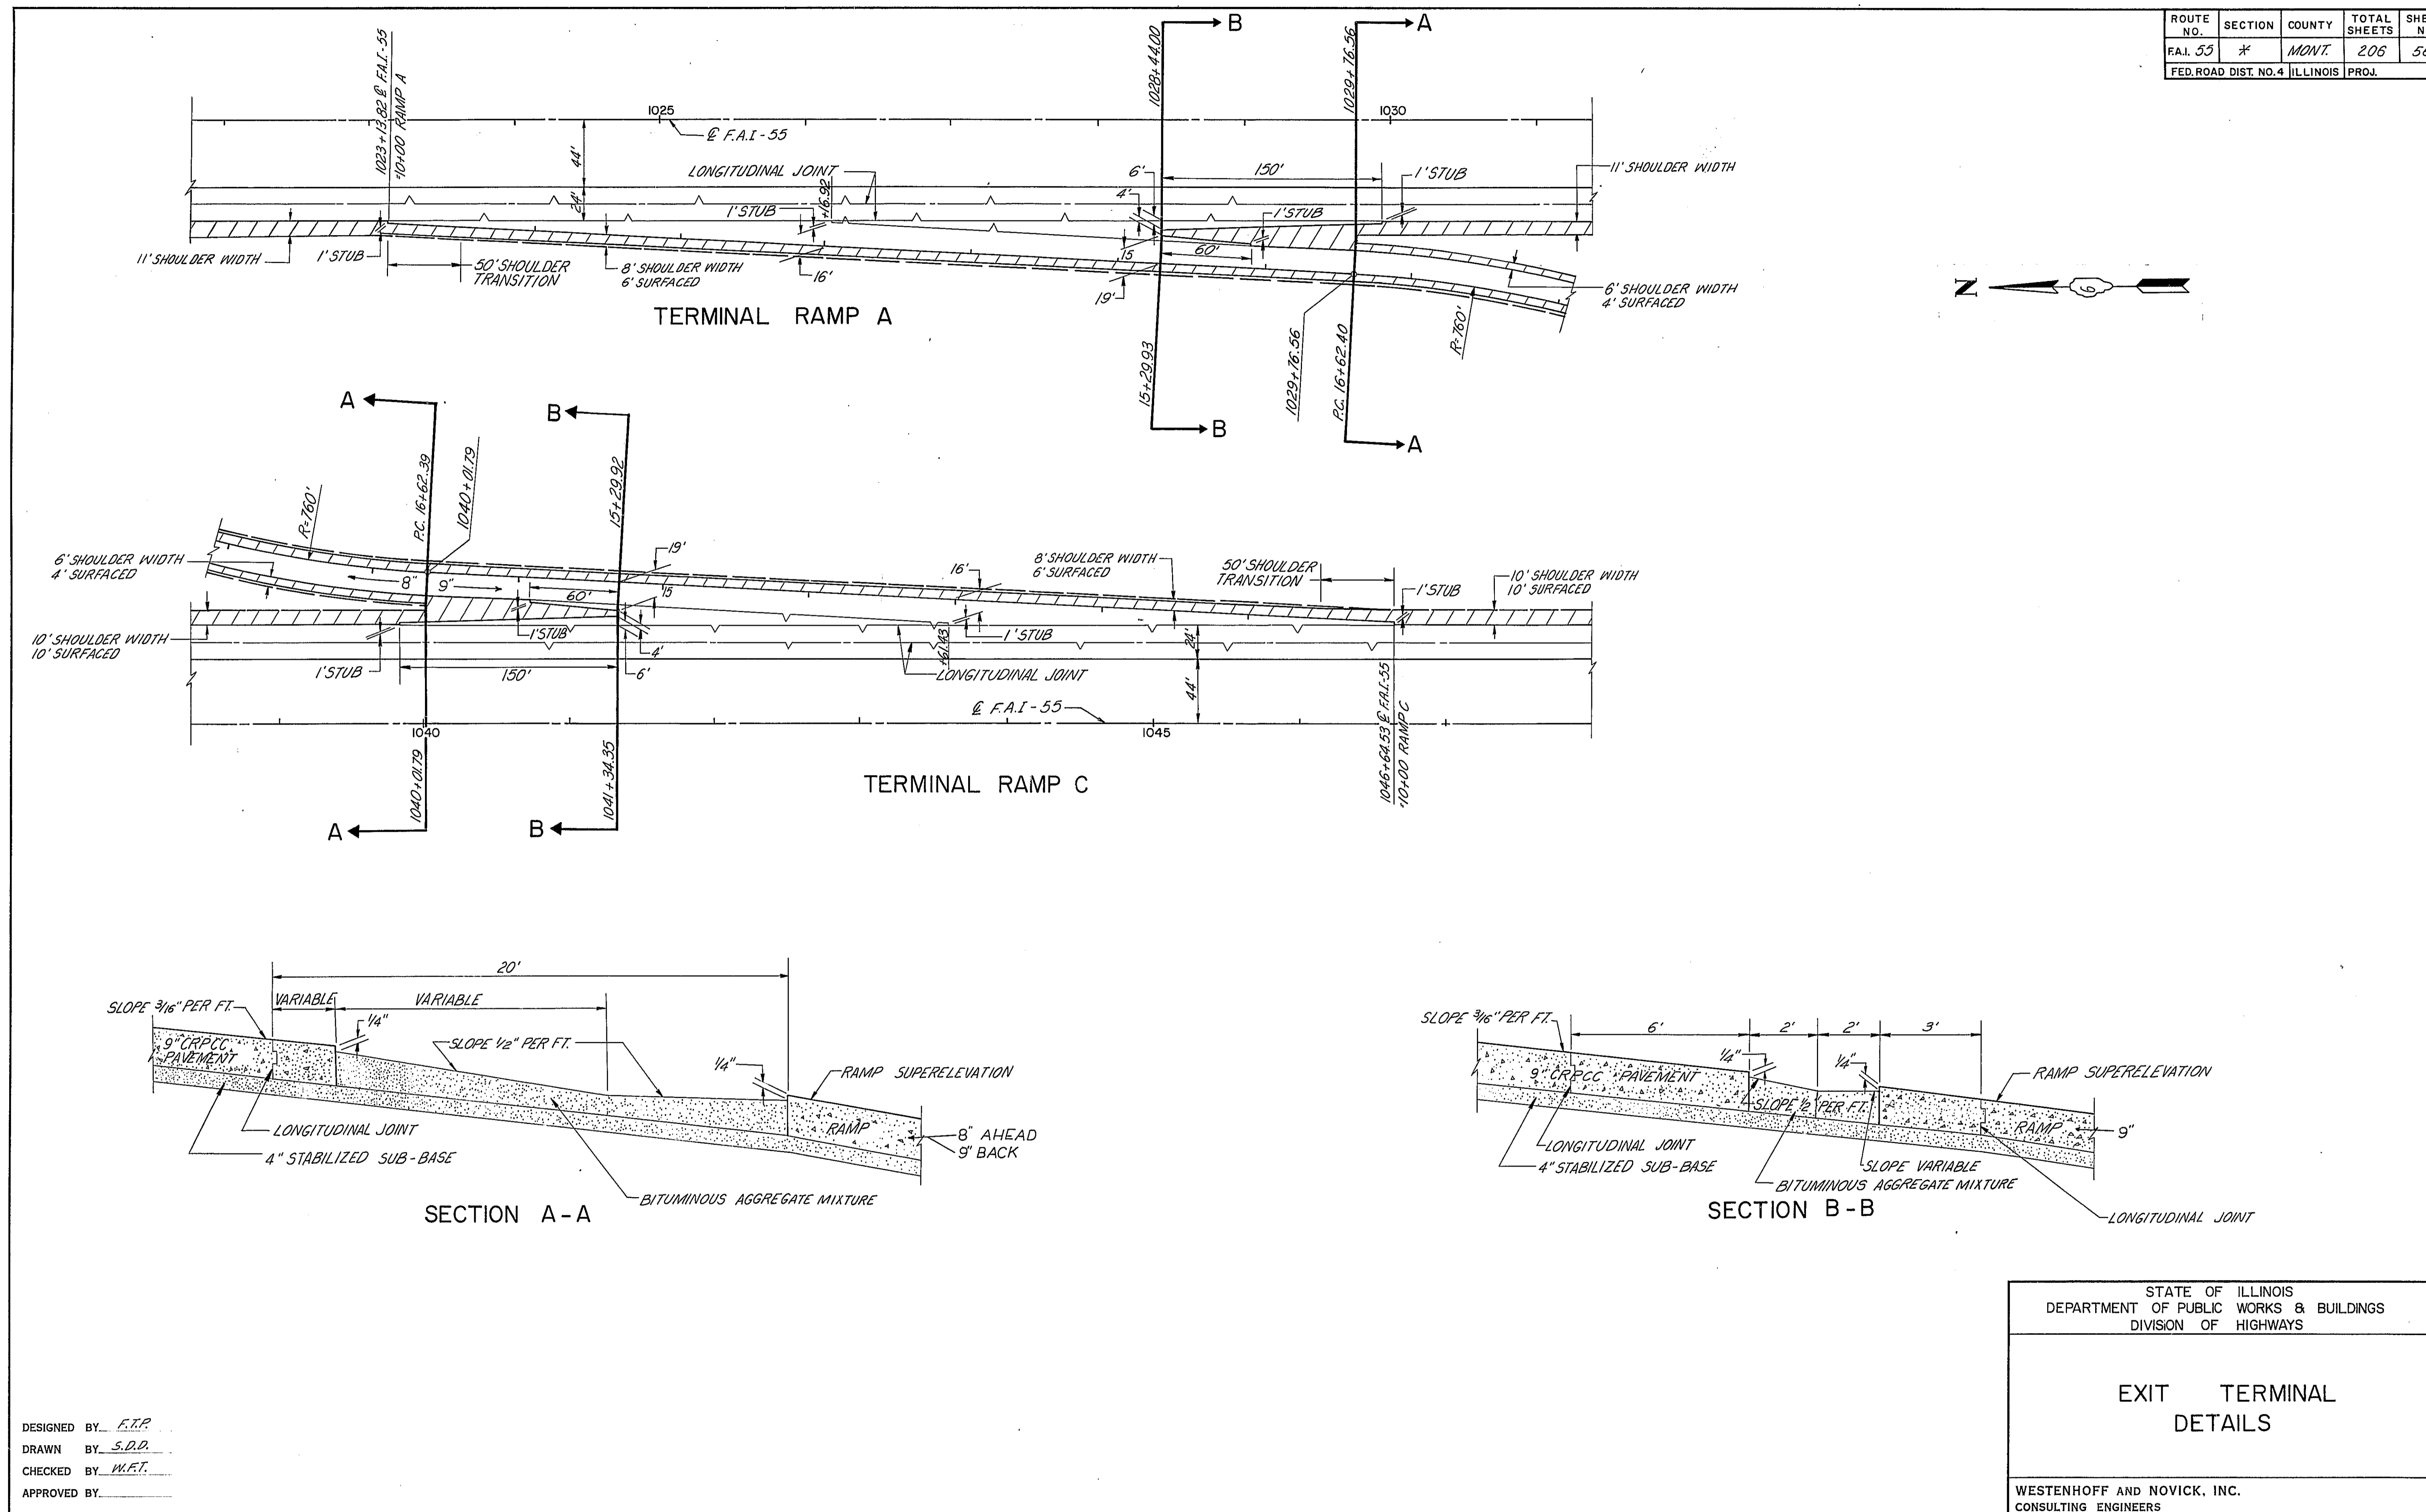 ROUTE NO. SECTION COUNTY TOTAL SHEETS
F.A.I. 55 * MONT. 206
FED. ROAD DIST. NO. 4 ILLINOIS PROJ.
1023+13.82 ℄ F.A.I.-55
10+00 RAMP A
1025
℄ F.A.I-55
1028+44.00
B
1029+76.56
A
1030
44'
24'
LONGITUDINAL JOINT
+16.92
1' STUB
6'
4'
150'
1' STUB
11' SHOULDER WIDTH
1' STUB
11' SHOULDER WIDTH
1' STUB
50' SHOULDER
TRANSITION
8' SHOULDER WIDTH
6' SURFACED
16'
15
60'
19'
6' SHOULDER WIDTH
4' SURFACED
R=760'
TERMINAL RAMP A
15+29.93
B
1029+76.56
P.C. 16+62.40
A
N
6
A
B
P.C. 16+62.39
1040+01.79
15+29.92
R=760'
6' SHOULDER WIDTH
4' SURFACED
8"
9"
60'
19'
15
16'
8' SHOULDER WIDTH
6' SURFACED
50' SHOULDER
TRANSITION
1' STUB
10' SHOULDER WIDTH
10' SURFACED
10' SHOULDER WIDTH
10' SURFACED
1' STUB
1' STUB
150'
4'
6'
+61.43
1' STUB
LONGITUDINAL JOINT
24'
44'
℄ F.A.I-55
1040
1045
1040+01.79
A
1041+34.35
B
1046+64.53 ℄ F.A.I.-55
10+00 RAMP C
TERMINAL RAMP C
20'
VARIABLE
VARIABLE
SLOPE 3/16" PER FT.
1/4"
9" CRPCC
PAVEMENT
SLOPE 1/2" PER FT.
1/4"
RAMP SUPERELEVATION
RAMP
8" AHEAD
9" BACK
LONGITUDINAL JOINT
4" STABILIZED SUB-BASE
BITUMINOUS AGGREGATE MIXTURE
SECTION A-A
SLOPE 3/16" PER FT.
6'
2'
2'
3'
1/4"
1/4"
9" CRPCC PAVEMENT
SLOPE 1/2" PER FT.
RAMP SUPERELEVATION
RAMP
9"
LONGITUDINAL JOINT
4" STABILIZED SUB-BASE
SLOPE VARIABLE
BITUMINOUS AGGREGATE MIXTURE
LONGITUDINAL JOINT
SECTION B-B
STATE OF ILLINOIS
DEPARTMENT OF PUBLIC WORKS & BUILDINGS
DIVISION OF HIGHWAYS
EXIT TERMINAL
DETAILS
WESTENHOFF AND NOVICK, INC.
CONSULTING ENGINEERS
DESIGNED BY F.T.P.
DRAWN BY S.D.D.
CHECKED BY W.F.T.
APPROVED BY